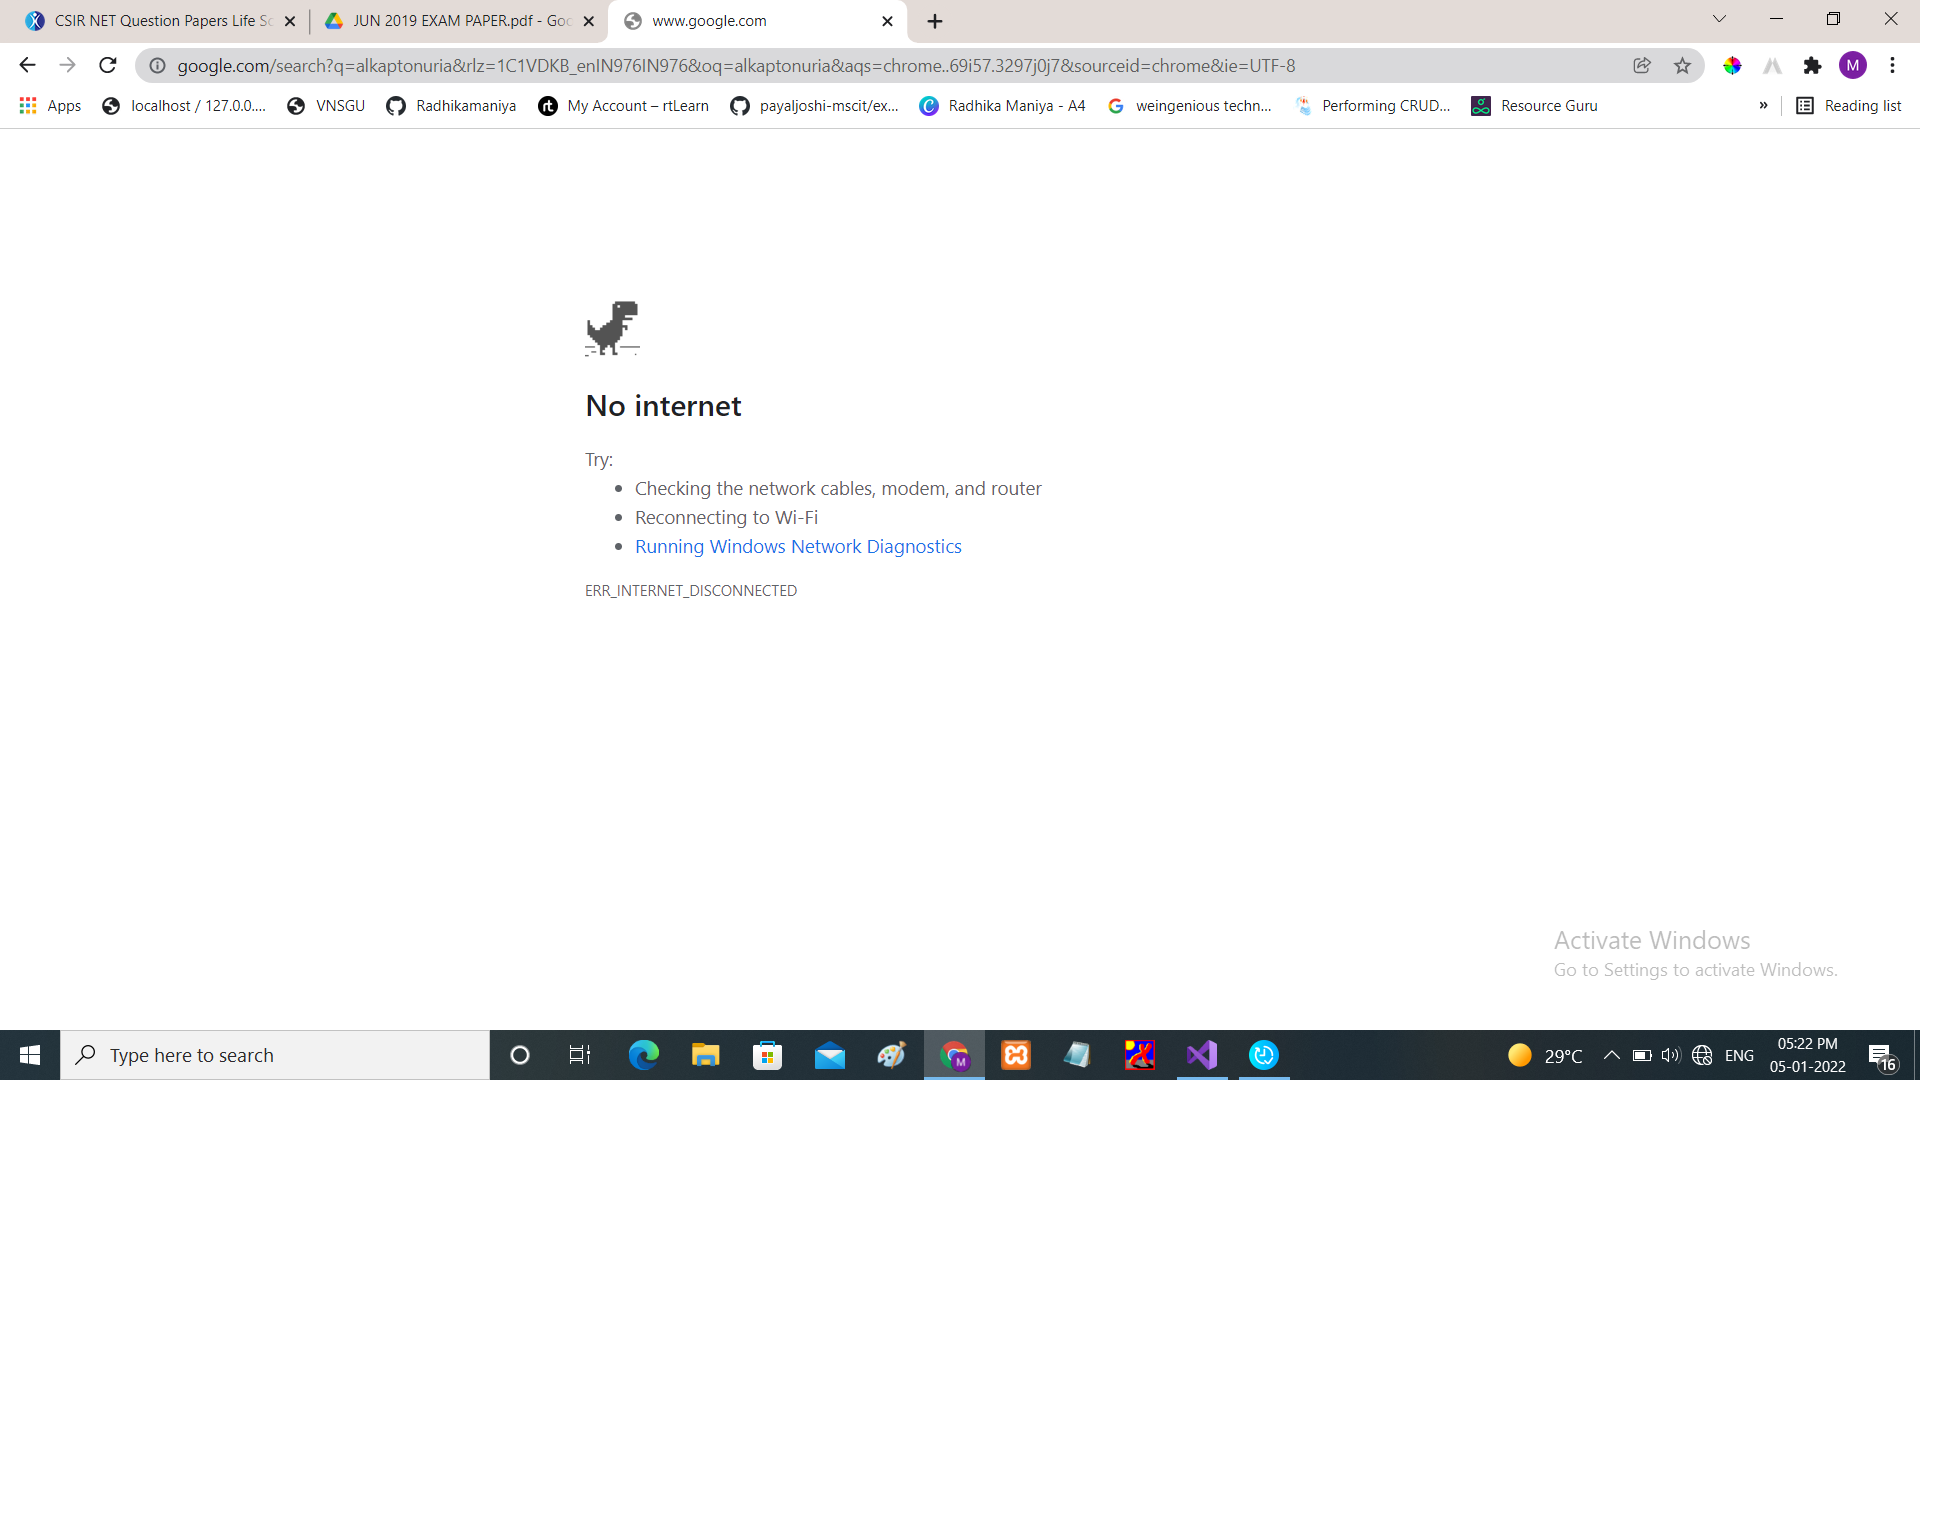 CSIR NET Question Papers Life Sc
JUN 2019 EXAM PAPER.pdf - Goo
www.google.com
google.com/search?q=alkaptonuria&rlz=1C1VDKB_enIN976IN976&oq=alkaptonuria&aqs=chrome..69i57.3297j0j7&sourceid=chrome&ie=UTF-8
M
Apps
localhost / 127.0.0....
VNSGU
Radhikamaniya
rt
My Account – rtLearn
payaljoshi-mscit/ex...
Radhika Maniya - A4
weingenious techn...
Performing CRUD...
Resource Guru
»
Reading list
No internet
Try:
• Checking the network cables, modem, and router
• Reconnecting to Wi-Fi
• Running Windows Network Diagnostics
ERR_INTERNET_DISCONNECTED
Activate Windows
Go to Settings to activate Windows.
Type here to search
M
29°C
ENG
05:22 PM
05-01-2022
16